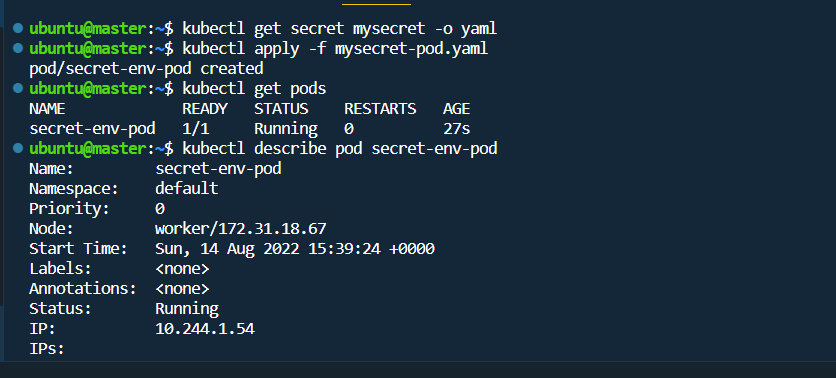 ubuntu@master:~$ kubectl get secret mysecret -o yaml
ubuntu@master:~$ kubectl apply -f mysecret-pod.yaml
pod/secret-env-pod created
ubuntu@master:~$ kubectl get pods
NAME             READY   STATUS    RESTARTS   AGE
secret-env-pod   1/1     Running   0          27s
ubuntu@master:~$ kubectl describe pod secret-env-pod
Name:         secret-env-pod
Namespace:    default
Priority:     0
Node:         worker/172.31.18.67
Start Time:   Sun, 14 Aug 2022 15:39:24 +0000
Labels:       <none>
Annotations:  <none>
Status:       Running
IP:           10.244.1.54
IPs: